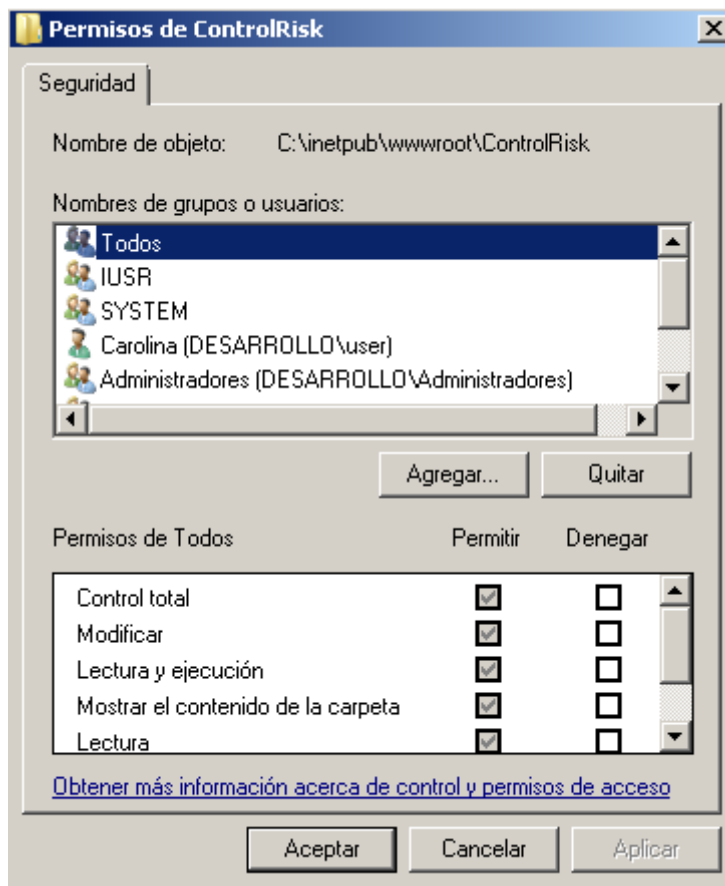 Permisos de ControlRisk
Seguridad
Nombre de objeto: C:\inetpub\wwwroot\ControlRisk
Nombres de grupos o usuarios:
Todos
IUSR
SYSTEM
Carolina (DESARROLLO\user)
Administradores (DESARROLLO\Administradores)
Agregar... Quitar
Permisos de Todos Permitir Denegar
Control total
Modificar
Lectura y ejecución
Mostrar el contenido de la carpeta
Lectura
Obtener más información acerca de control y permisos de acceso
Aceptar Cancelar Aplicar